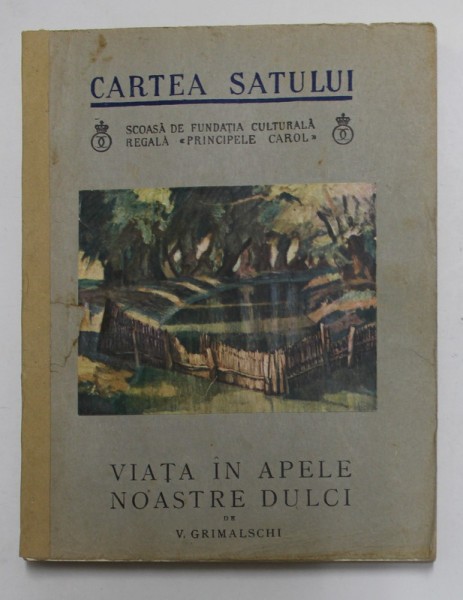 CARTEA SATULUI
SCOASĂ DE FUNDAȚIA CULTURALĂ
REGALĂ «PRINCIPELE CAROL»
VIAȚA ÎN APELE
NOASTRE DULCI
DE
V. GRIMALSCHI